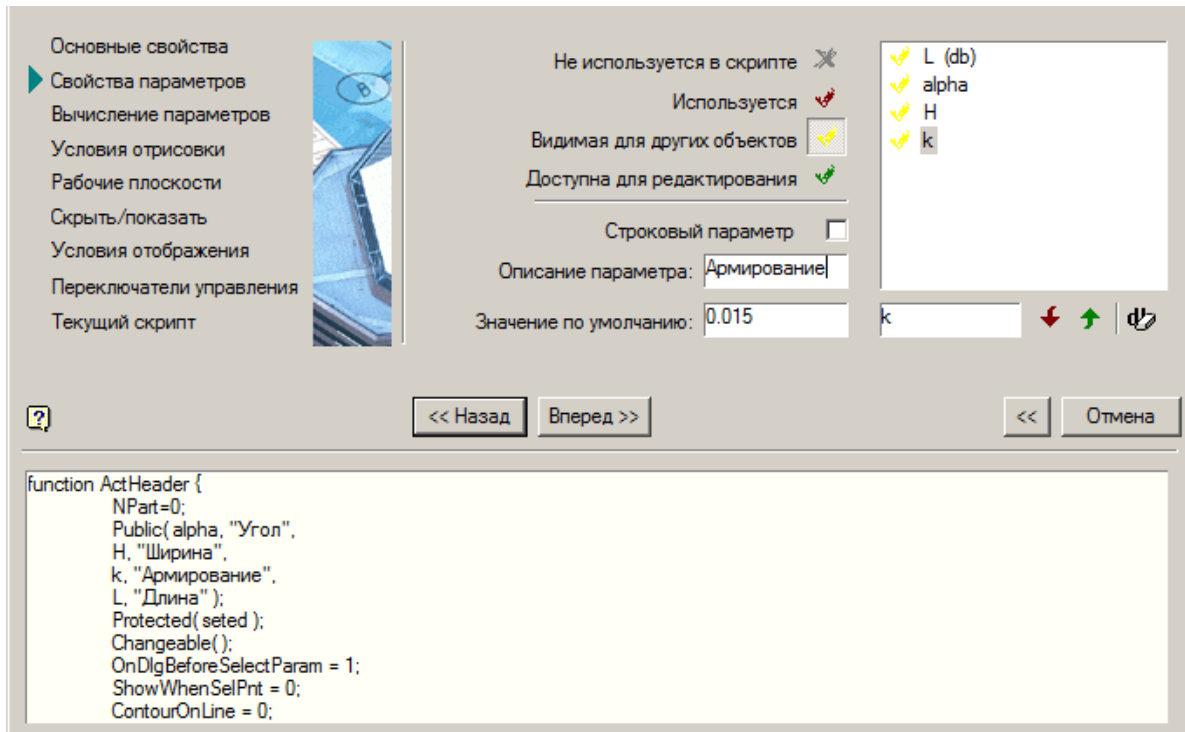 Основные свойства
Свойства параметров
Вычисление параметров
Условия отрисовки
Рабочие плоскости
Скрыть/показать
Условия отображения
Переключатели управления
Текущий скрипт
B
Не используется в скрипте
Используется
Видимая для других объектов
Доступна для редактирования
Строковый параметр
Описание параметра: Армирование
Значение по умолчанию: 0.015
L (db)
alpha
H
k
k
<< Назад
Вперед >>
<<
Отмена
function ActHeader {
NPart=0;
Public( alpha, "Угол",
H, "Ширина",
k, "Армирование",
L, "Длина" );
Protected( seted );
Changeable( );
OnDlgBeforeSelectParam = 1;
ShowWhenSelPnt = 0;
ContourOnLine = 0;